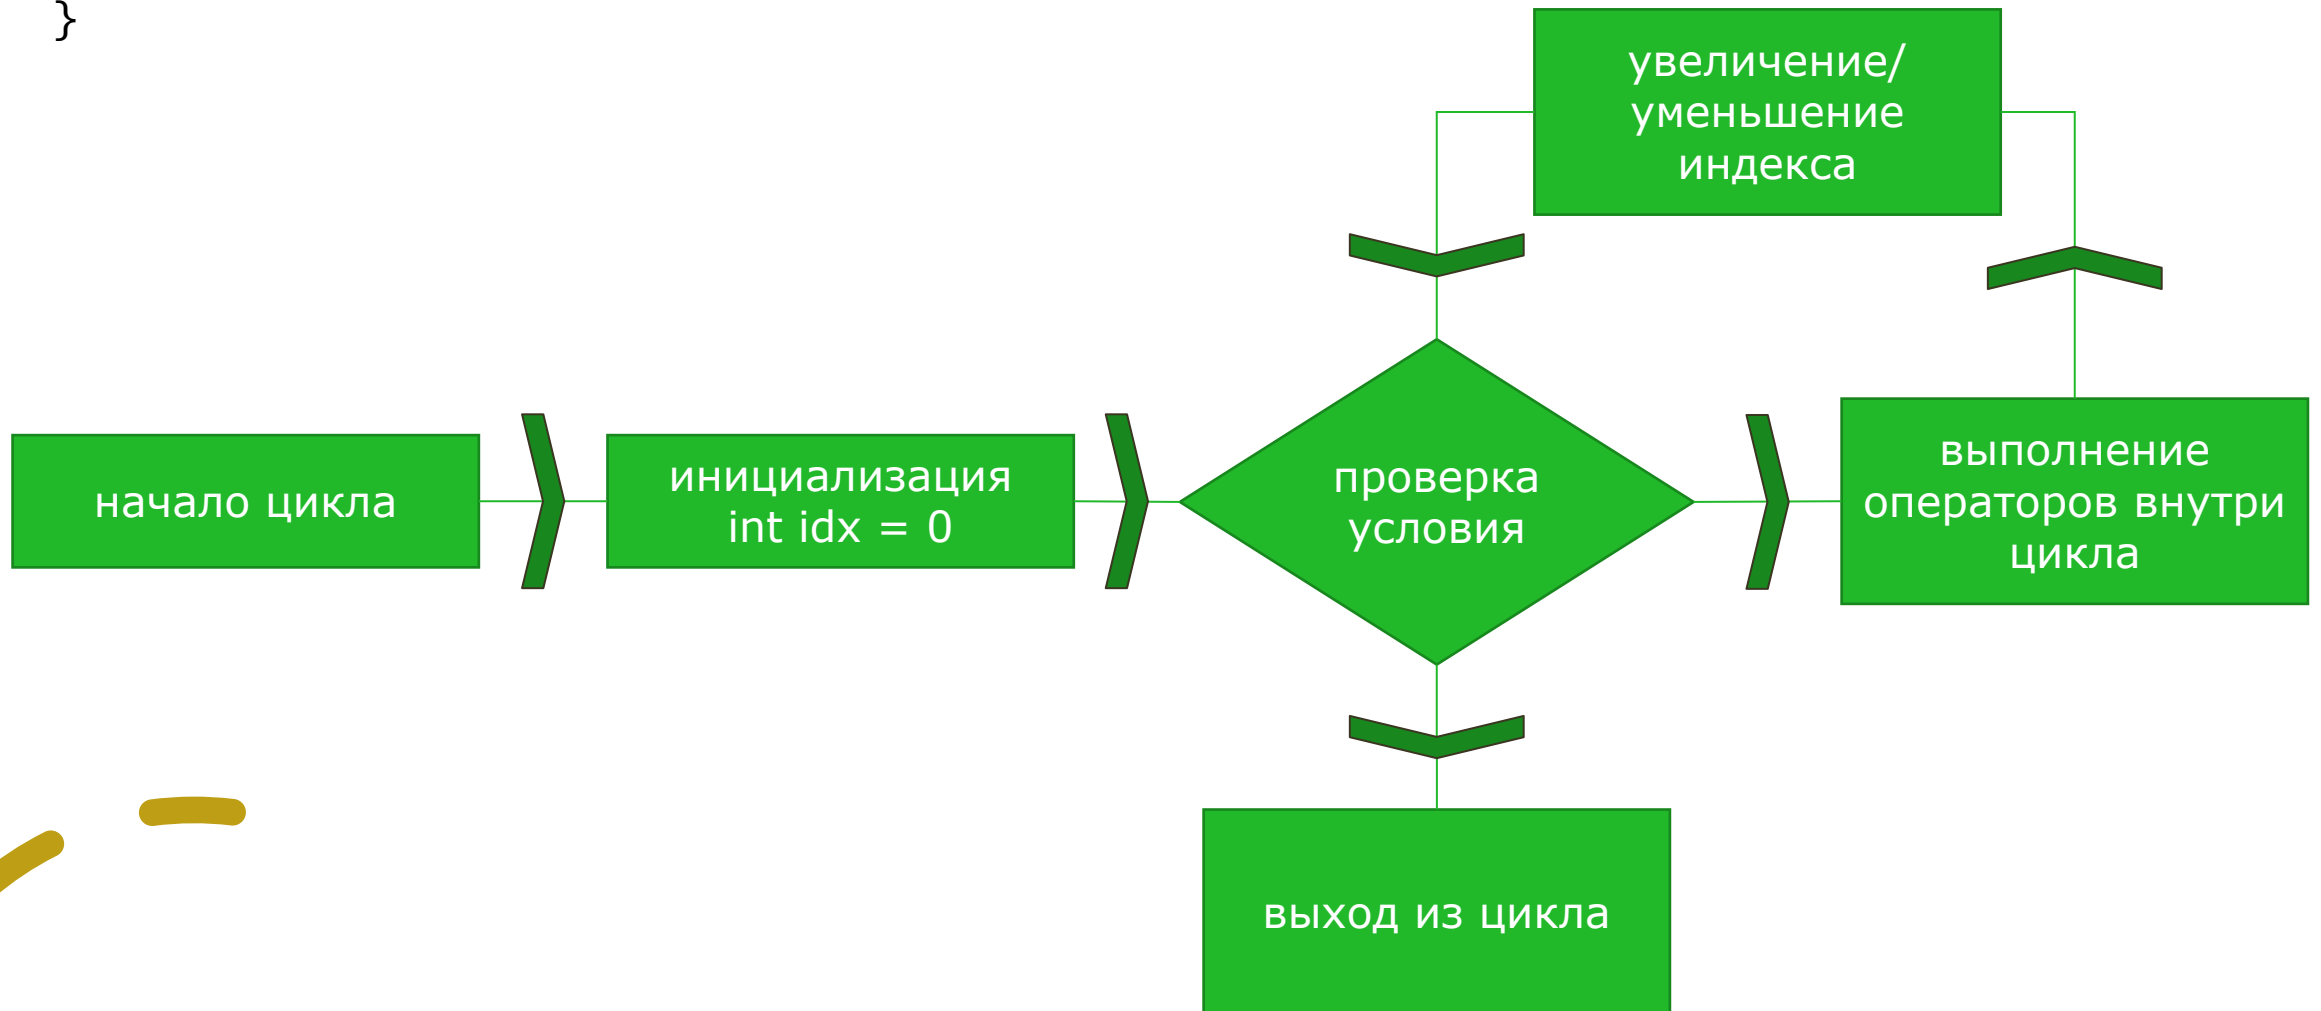 }
увеличение/
уменьшение
индекса
начало цикла
инициализация
int idx = 0
проверка
условия
выполнение
операторов внутри
цикла
выход из цикла